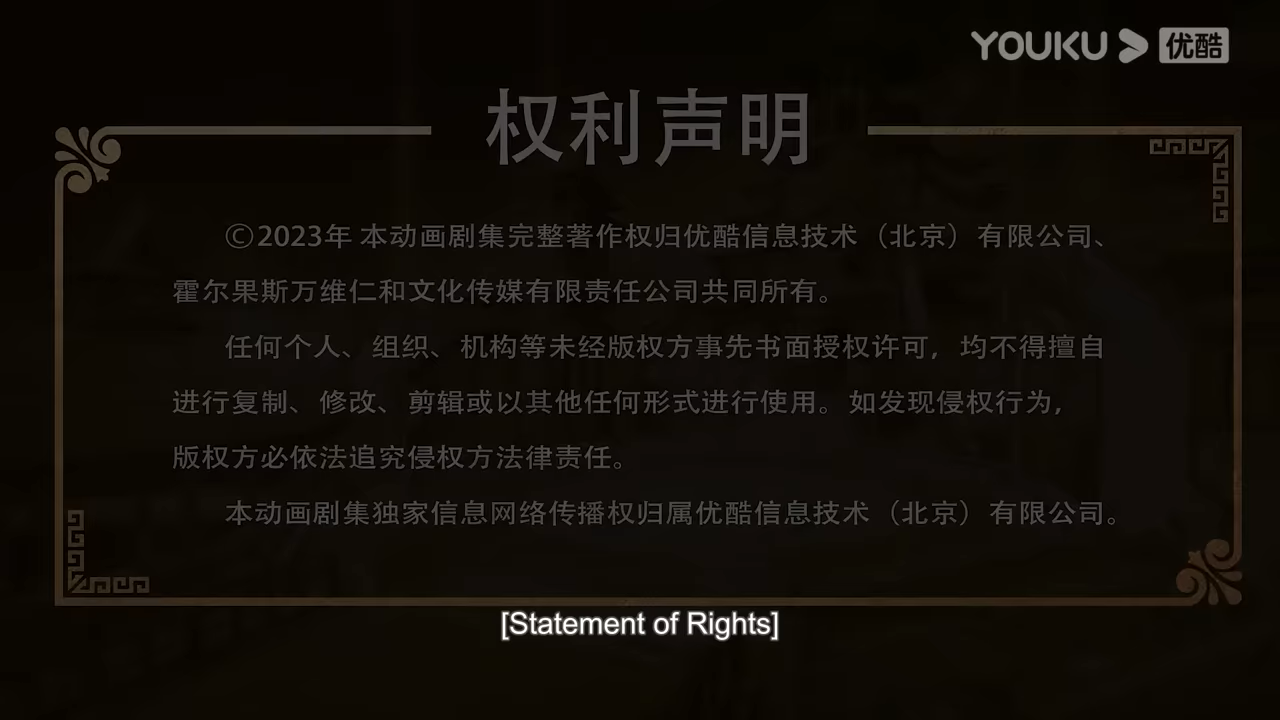 YOUKU 优酷
权利声明
©2023年 本动画剧集完整著作权归优酷信息技术（北京）有限公司、
霍尔果斯万维仁和文化传媒有限责任公司共同所有。
任何个人、组织、机构等未经版权方事先书面授权许可，均不得擅自
进行复制、修改、剪辑或以其他任何形式进行使用。如发现侵权行为，
版权方必依法追究侵权方法律责任。
本动画剧集独家信息网络传播权归属优酷信息技术（北京）有限公司。
[Statement of Rights]